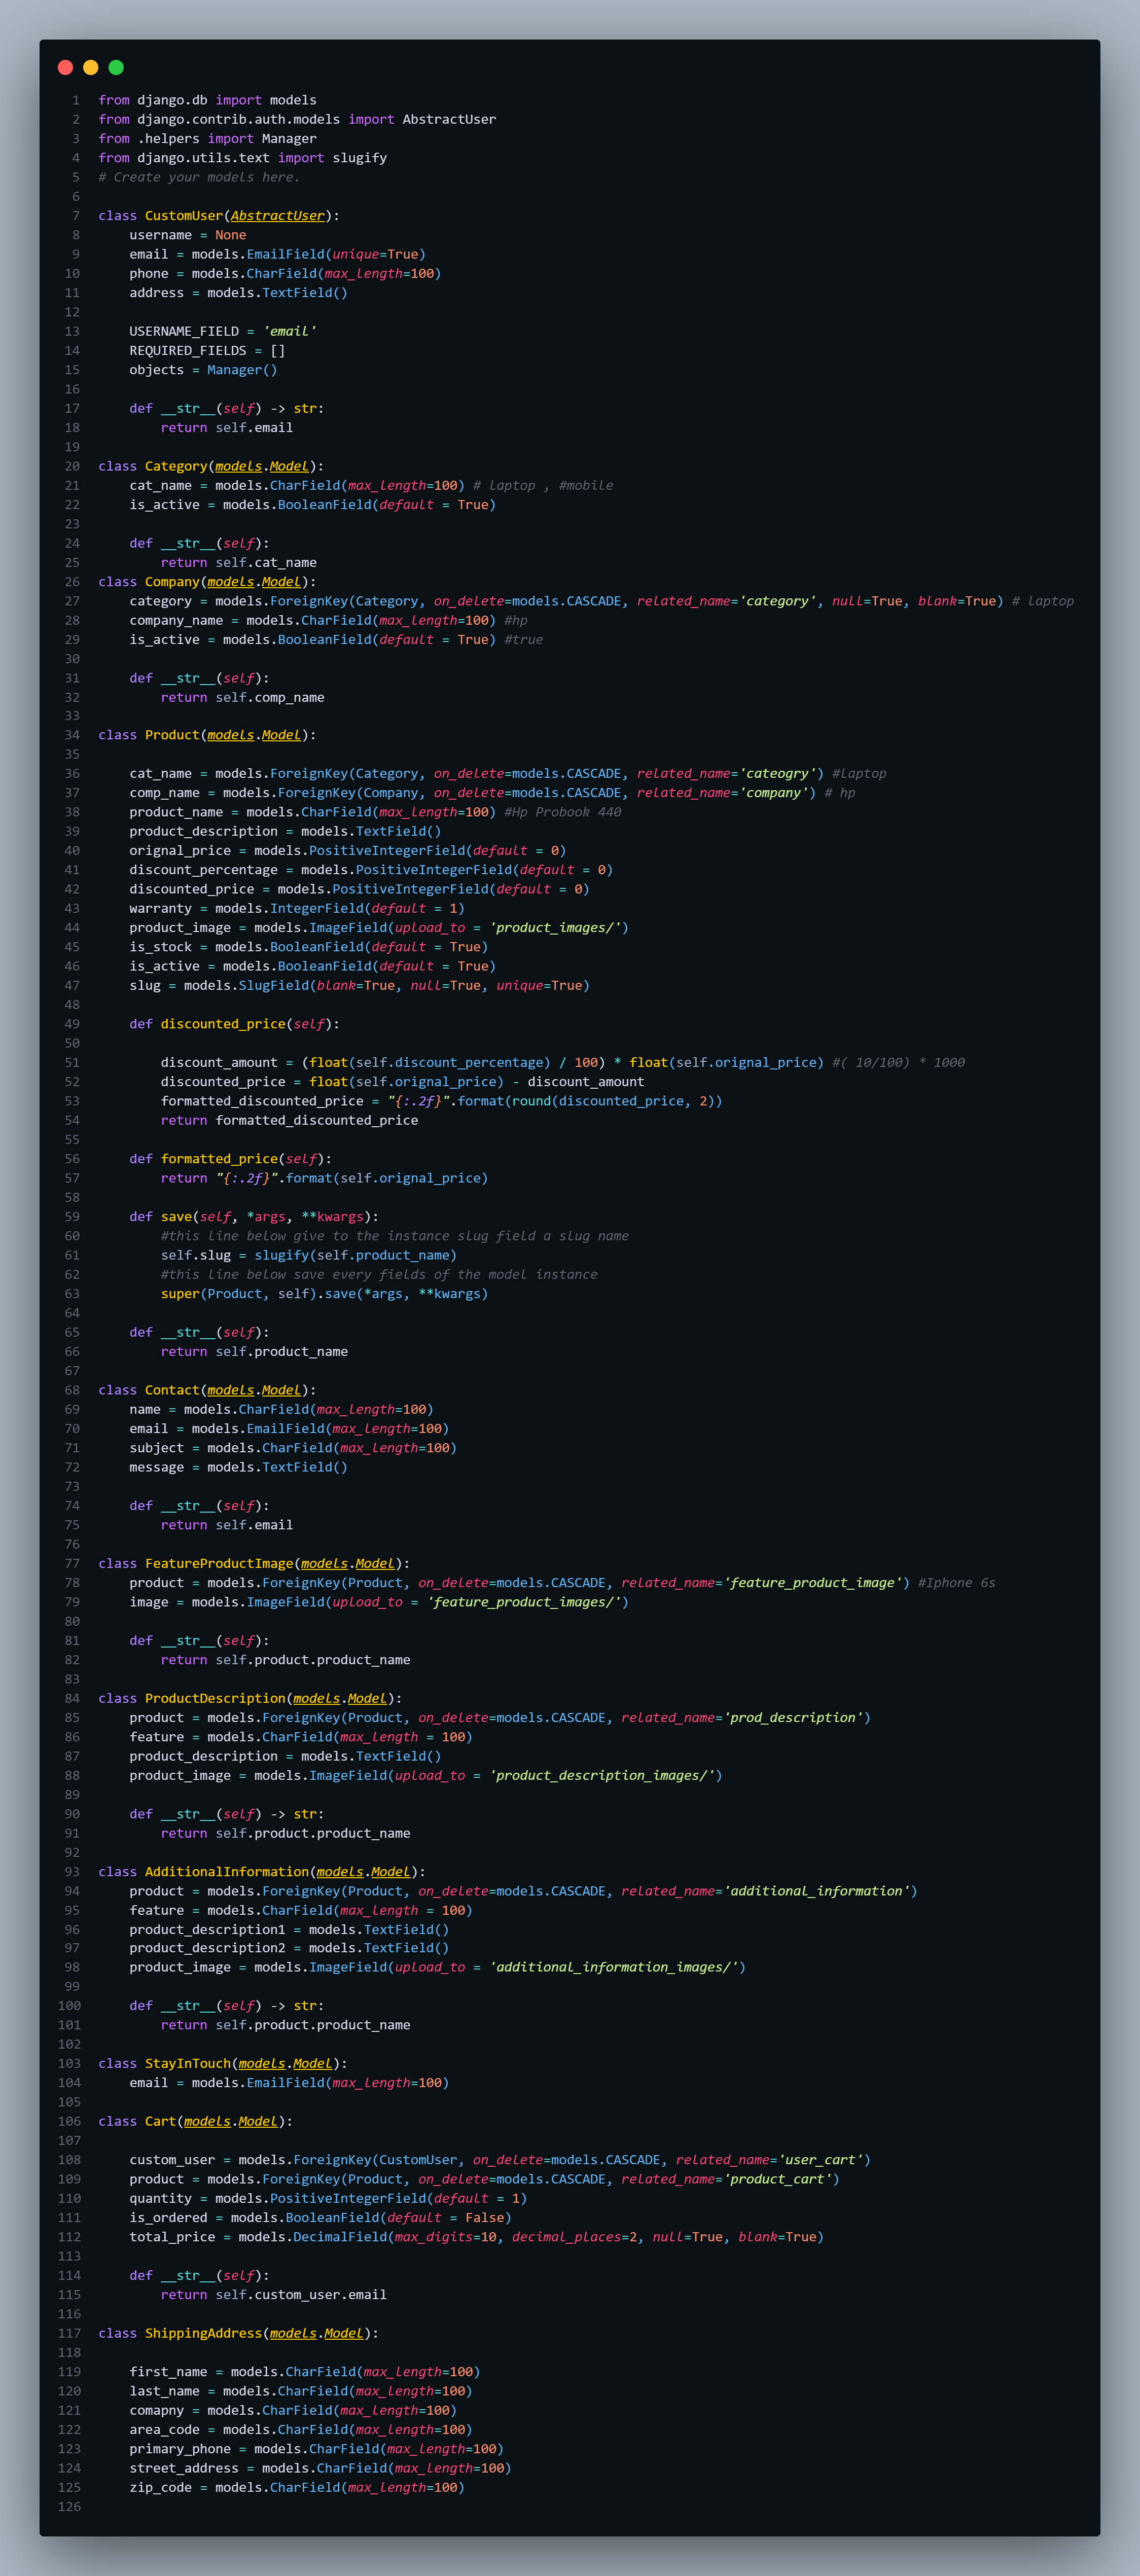 1 from django.db import models
2 from django.contrib.auth.models import AbstractUser
3 from .helpers import Manager
4 from django.utils.text import slugify
5 # Create your models here.
6
7 class CustomUser(AbstractUser):
8     username = None
9     email = models.EmailField(unique=True)
10     phone = models.CharField(max_length=100)
11     address = models.TextField()
12
13     USERNAME_FIELD = 'email'
14     REQUIRED_FIELDS = []
15     objects = Manager()
16
17     def __str__(self) -> str:
18         return self.email
19
20 class Category(models.Model):
21     cat_name = models.CharField(max_length=100) # laptop , #mobile
22     is_active = models.BooleanField(default = True)
23
24     def __str__(self):
25         return self.cat_name
26 class Company(models.Model):
27     category = models.ForeignKey(Category, on_delete=models.CASCADE, related_name='category', null=True, blank=True) # laptop
28     company_name = models.CharField(max_length=100) #hp
29     is_active = models.BooleanField(default = True) #true
30
31     def __str__(self):
32         return self.comp_name
33
34 class Product(models.Model):
35
36     cat_name = models.ForeignKey(Category, on_delete=models.CASCADE, related_name='cateogry') #laptop
37     comp_name = models.ForeignKey(Company, on_delete=models.CASCADE, related_name='company') # hp
38     product_name = models.CharField(max_length=100) #Hp Probook 440
39     product_description = models.TextField()
40     orignal_price = models.PositiveIntegerField(default = 0)
41     discount_percentage = models.PositiveIntegerField(default = 0)
42     discounted_price = models.PositiveIntegerField(default = 0)
43     warranty = models.IntegerField(default = 1)
44     product_image = models.ImageField(upload_to = 'product_images/')
45     is_stock = models.BooleanField(default = True)
46     is_active = models.BooleanField(default = True)
47     slug = models.SlugField(blank=True, null=True, unique=True)
48
49     def discounted_price(self):
50
51         discount_amount = (float(self.discount_percentage) / 100) * float(self.orignal_price) #( 10/100) * 1000
52         discounted_price = float(self.orignal_price) - discount_amount
53         formatted_discounted_price = "{:.2f}".format(round(discounted_price, 2))
54         return formatted_discounted_price
55
56     def formatted_price(self):
57         return "{:.2f}".format(self.orignal_price)
58
59     def save(self, *args, **kwargs):
60         #this line below give to the instance slug field a slug name
61         self.slug = slugify(self.product_name)
62         #this line below save every fields of the model instance
63         super(Product, self).save(*args, **kwargs)
64
65     def __str__(self):
66         return self.product_name
67
68 class Contact(models.Model):
69     name = models.CharField(max_length=100)
70     email = models.EmailField(max_length=100)
71     subject = models.CharField(max_length=100)
72     message = models.TextField()
73
74     def __str__(self):
75         return self.email
76
77 class FeatureProductImage(models.Model):
78     product = models.ForeignKey(Product, on_delete=models.CASCADE, related_name='feature_product_image') #Iphone 6s
79     image = models.ImageField(upload_to = 'feature_product_images/')
80
81     def __str__(self):
82         return self.product.product_name
83
84 class ProductDescription(models.Model):
85     product = models.ForeignKey(Product, on_delete=models.CASCADE, related_name='prod_description')
86     feature = models.CharField(max_length = 100)
87     product_description = models.TextField()
88     product_image = models.ImageField(upload_to = 'product_description_images/')
89
90     def __str__(self) -> str:
91         return self.product.product_name
92
93 class AdditionalInformation(models.Model):
94     product = models.ForeignKey(Product, on_delete=models.CASCADE, related_name='additional_information')
95     feature = models.CharField(max_length = 100)
96     product_description1 = models.TextField()
97     product_description2 = models.TextField()
98     product_image = models.ImageField(upload_to = 'additional_information_images/')
99
100     def __str__(self) -> str:
101         return self.product.product_name
102
103 class StayInTouch(models.Model):
104     email = models.EmailField(max_length=100)
105
106 class Cart(models.Model):
107
108     custom_user = models.ForeignKey(CustomUser, on_delete=models.CASCADE, related_name='user_cart')
109     product = models.ForeignKey(Product, on_delete=models.CASCADE, related_name='product_cart')
110     quantity = models.PositiveIntegerField(default = 1)
111     is_ordered = models.BooleanField(default = False)
112     total_price = models.DecimalField(max_digits=10, decimal_places=2, null=True, blank=True)
113
114     def __str__(self):
115         return self.custom_user.email
116
117 class ShippingAddress(models.Model):
118
119     first_name = models.CharField(max_length=100)
120     last_name = models.CharField(max_length=100)
121     comapny = models.CharField(max_length=100)
122     area_code = models.CharField(max_length=100)
123     primary_phone = models.CharField(max_length=100)
124     street_address = models.CharField(max_length=100)
125     zip_code = models.CharField(max_length=100)
126